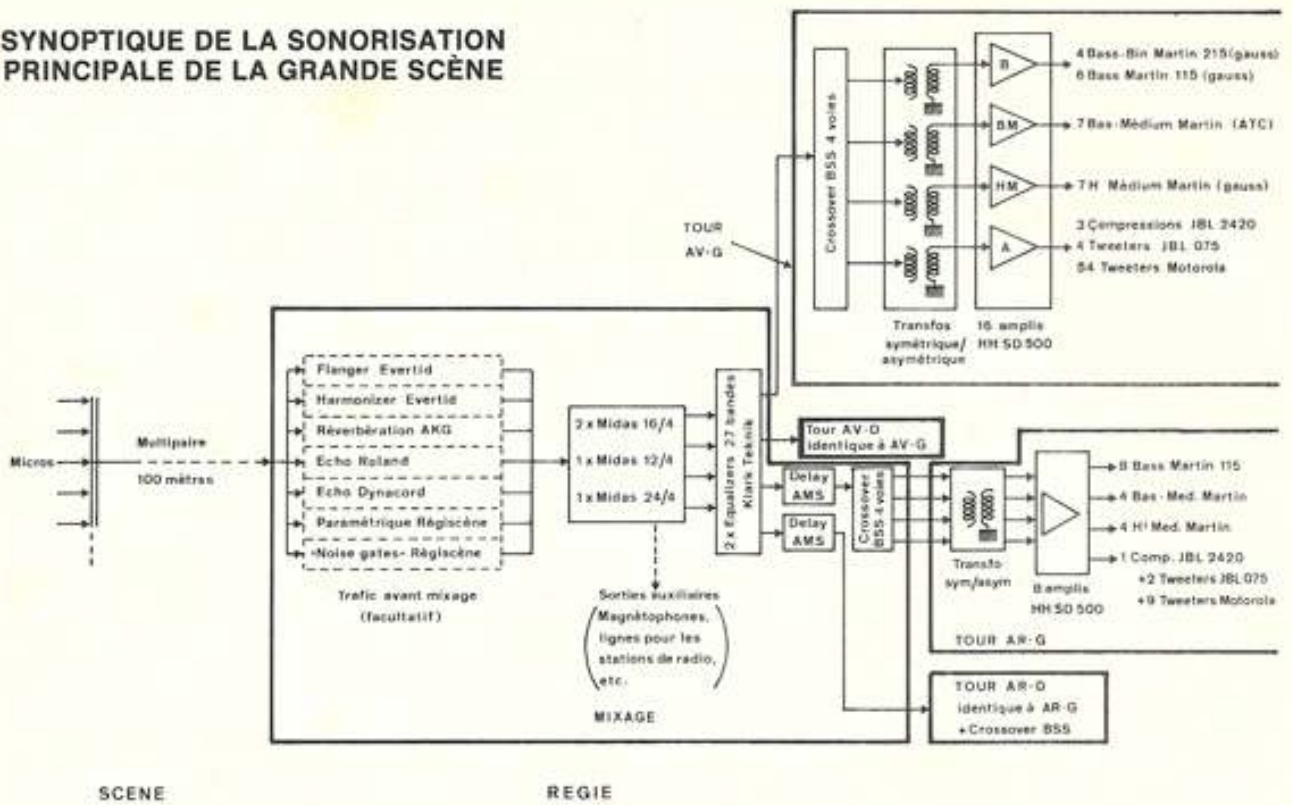 SYNOPTIQUE DE LA SONORISATION
PRINCIPALE DE LA GRANDE SCÈNE
TOUR
AV-G
Crossover BSS 4 voies
Transfos
symétrique/
asymétrique
B
BM
HM
A
16 amplis
HH SD 500
4 Bass-Bin Martin 215 (gauss)
6 Bass Martin 115 (gauss)
7 Bas-Médium Martin (ATC)
7 H Médium Martin (gauss)
3 Compressions JBL 2420
4 Tweeters JBL 075
54 Tweeters Motorola
Micros
Multipaire
100 mètres
Flanger Evertid
Harmonizer Evertid
Réverbération AKG
Echo Roland
Echo Dynacord
Paramétrique Régiscène
«Noise gates» Régiscène
Trafic avant mixage
(facultatif)
2 x Midas 16/4
1 x Midas 12/4
1 x Midas 24/4
Sorties auxiliaires
(Magnétophones,
lignes pour les
stations de radio,
etc.)
MIXAGE
2 x Equalizers 27 bandes
Klark Teknik
Tour AV-D
identique à AV-G
Delay
AMS
Delay
AMS
Crossover
BSS 4 voies
Transfo
sym/asym
8 amplis
HH SD 500
8 Bass Martin 115
4 Bas-Med. Martin
4 Ht Med. Martin
1 Comp. JBL 2420
+2 Tweeters JBL 075
+9 Tweeters Motorola
TOUR AR-G
TOUR AR-D
identique à AR-G
+Crossover BSS
SCENE
REGIE